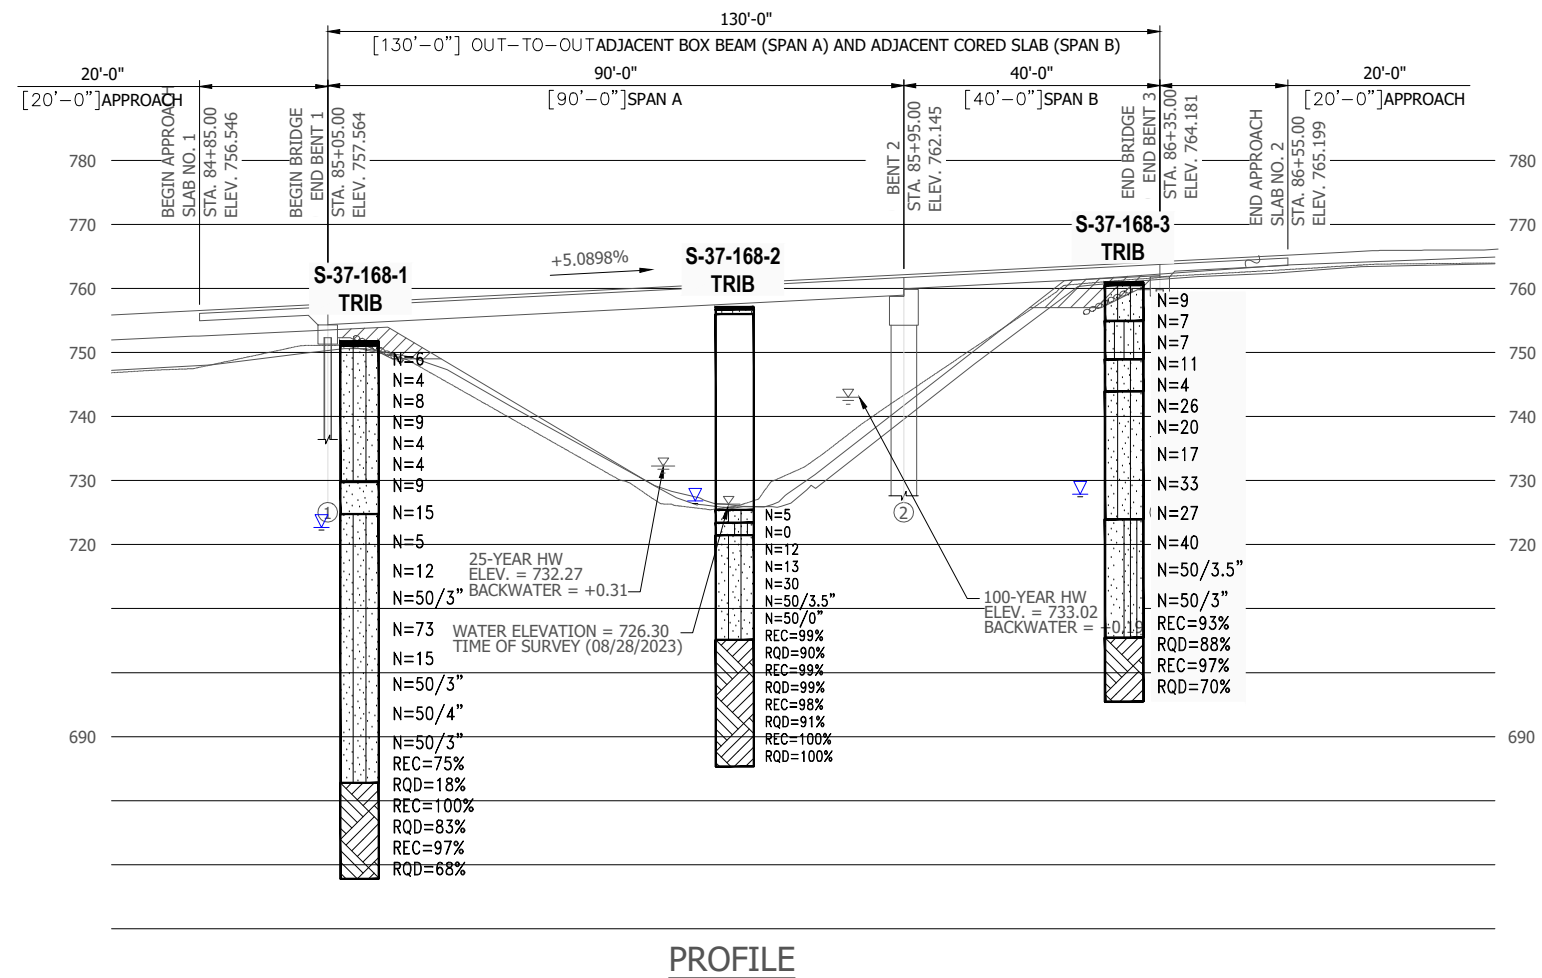 130'-0"
[130'-0"] OUT-TO-OUT ADJACENT BOX BEAM (SPAN A) AND ADJACENT CORED SLAB (SPAN B)
20'-0"
90'-0"
40'-0"
20'-0"
[20'-0"]APPROACH
[90'-0"]SPAN A
[40'-0"]SPAN B
[20'-0"]APPROACH
BEGIN APPROACH
SLAB NO. 1
STA. 84+85.00
ELEV. 756.546
BEGIN BRIDGE
END BENT 1
STA. 85+05.00
ELEV. 757.564
BENT 2
STA. 85+95.00
ELEV. 762.145
END BRIDGE
END BENT 3
STA. 86+35.00
ELEV. 764.181
END APPROACH
SLAB NO. 2
STA. 86+55.00
ELEV. 765.199
780
770
760
750
740
730
720
690
780
770
760
750
740
730
720
690
+5.0898%
S-37-168-1
TRIB
N=6
N=4
N=8
N=9
N=4
N=4
N=9
N=15
N=5
N=12
N=50/3"
N=73
N=15
N=50/3"
N=50/4"
N=50/3"
REC=75%
RQD=18%
REC=100%
RQD=83%
REC=97%
RQD=68%
1
S-37-168-2
TRIB
N=5
N=0
N=12
N=13
N=30
N=50/3.5"
N=50/0"
REC=99%
RQD=90%
REC=99%
RQD=99%
REC=98%
RQD=91%
REC=100%
RQD=100%
2
S-37-168-3
TRIB
N=9
N=7
N=7
N=11
N=4
N=26
N=20
N=17
N=33
N=27
N=40
N=50/3.5"
N=50/3"
REC=93%
RQD=88%
REC=97%
RQD=70%
25-YEAR HW
ELEV. = 732.27
BACKWATER = +0.31
WATER ELEVATION = 726.30
TIME OF SURVEY (08/28/2023)
100-YEAR HW
ELEV. = 733.02
BACKWATER = +0.19
PROFILE